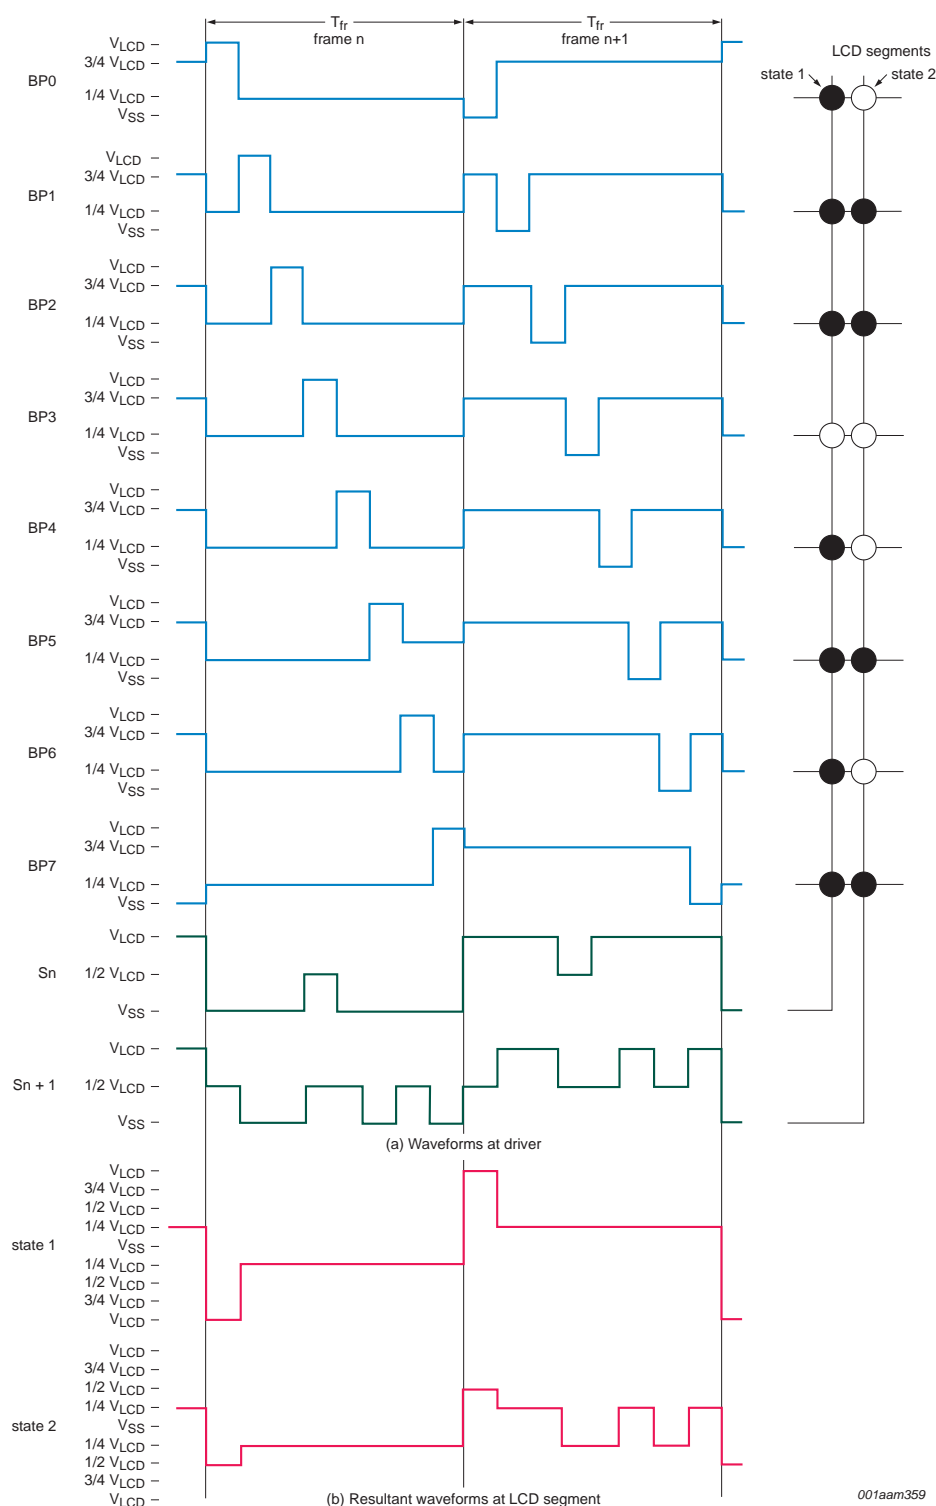 Tfr Tfr
frame n frame n+1
VLCD
3/4 VLCD
BP0
1/4 VLCD
VSS
LCD segments
state 1 state 2
VLCD
3/4 VLCD
BP1
1/4 VLCD
VSS
VLCD
3/4 VLCD
BP2
1/4 VLCD
VSS
VLCD
3/4 VLCD
BP3
1/4 VLCD
VSS
VLCD
3/4 VLCD
BP4
1/4 VLCD
VSS
VLCD
3/4 VLCD
BP5
1/4 VLCD
VSS
VLCD
3/4 VLCD
BP6
1/4 VLCD
VSS
VLCD
3/4 VLCD
BP7
1/4 VLCD
VSS
VLCD
Sn 1/2 VLCD
VSS
VLCD
Sn + 1 1/2 VLCD
VSS
(a) Waveforms at driver
VLCD
3/4 VLCD
1/2 VLCD
1/4 VLCD
state 1 VSS
1/4 VLCD
1/2 VLCD
3/4 VLCD
VLCD
VLCD
3/4 VLCD
1/2 VLCD
1/4 VLCD
state 2 VSS
1/4 VLCD
1/2 VLCD
3/4 VLCD
VLCD
(b) Resultant waveforms at LCD segment
001aam359